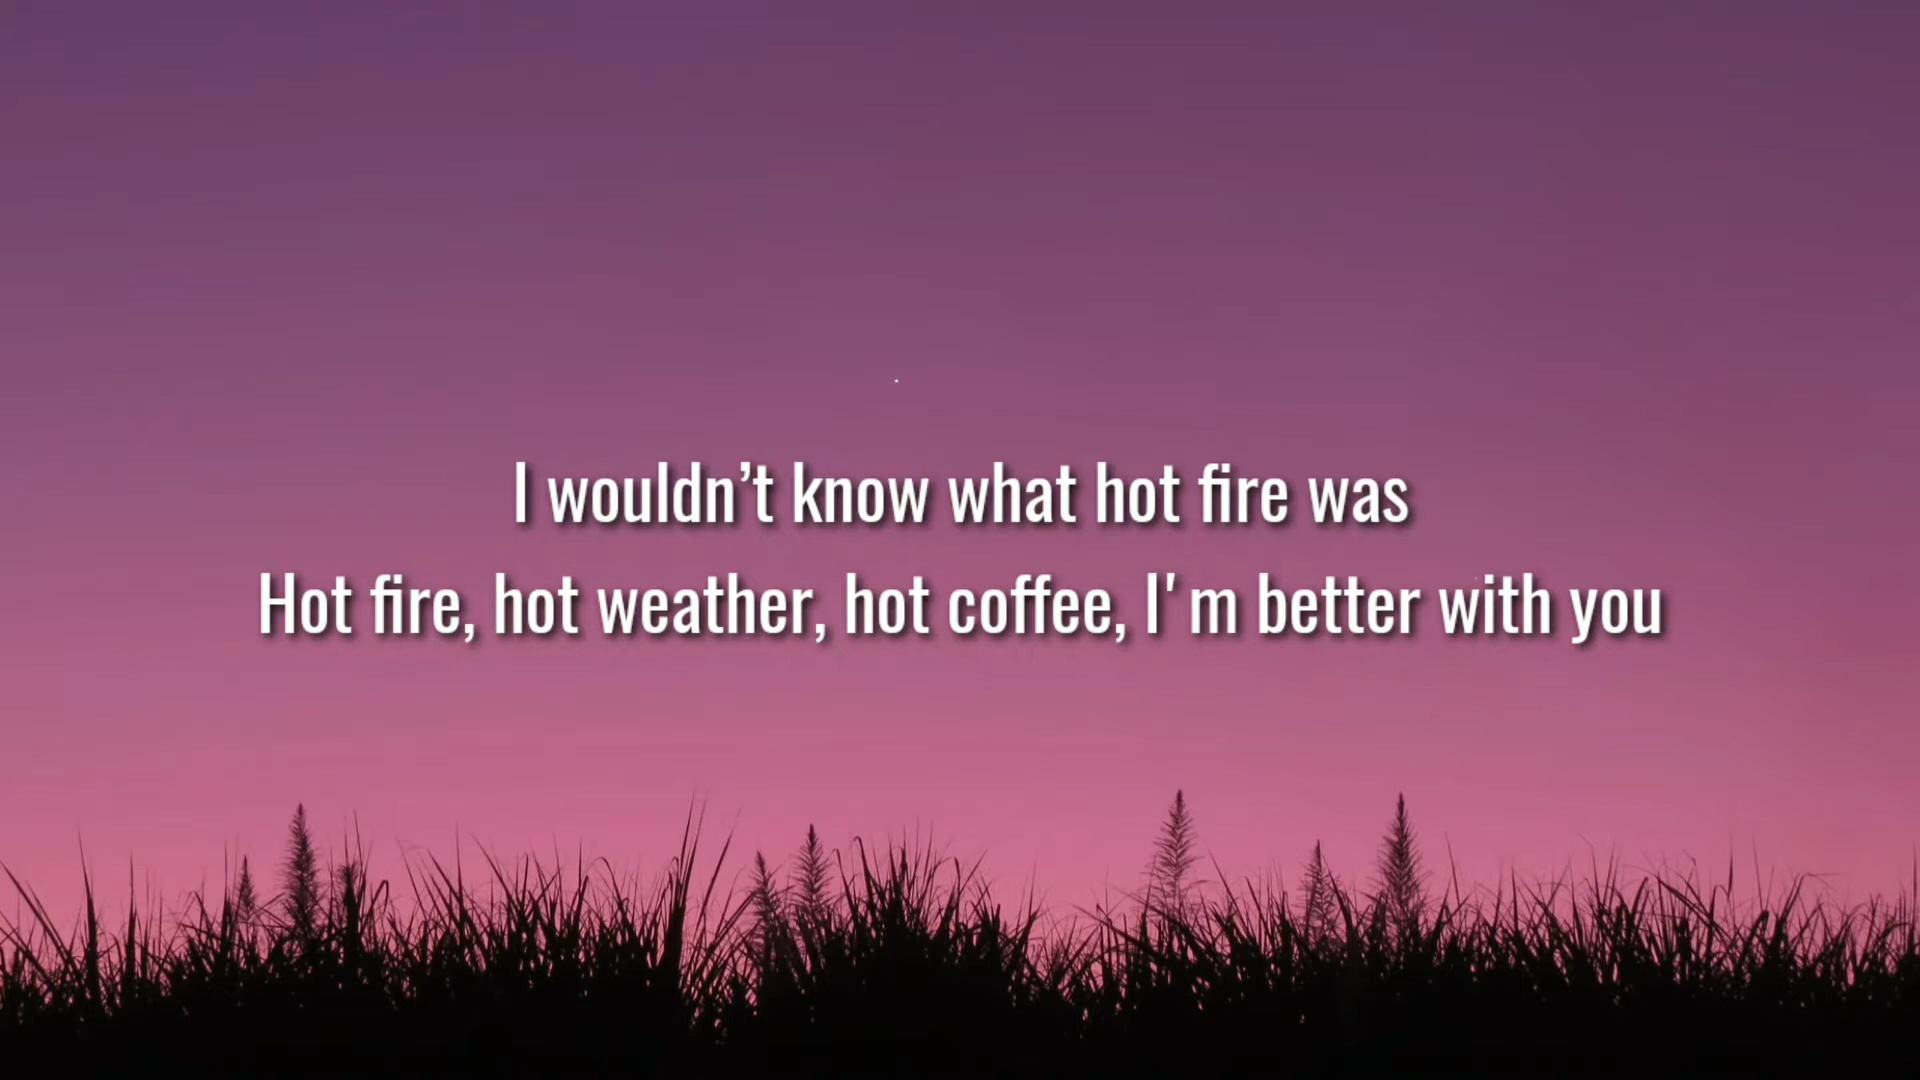 I wouldn’t know what hot fire was
Hot fire, hot weather, hot coffee, I'm better with you